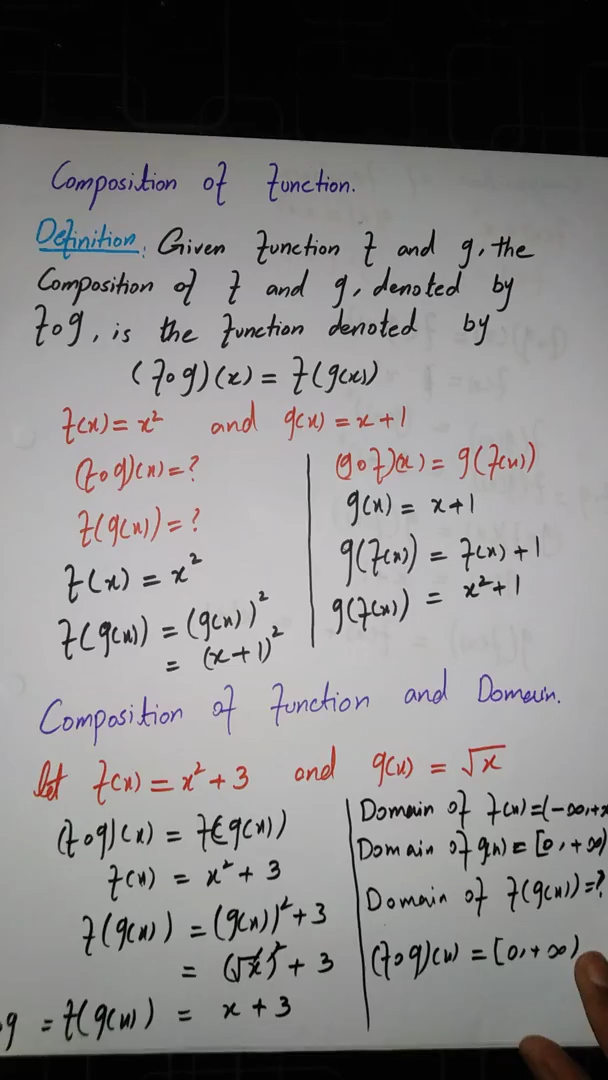 Composition of function.
Definition: Given function f and g, the
Composition of f and g, denoted by
fog, is the function denoted by
(fog)(x) = f(g(x))
f(x) = x² and g(x) = x+1
(fog)(x) = ?
f(g(x)) = ?
f(x) = x²
f(g(x)) = (g(x))²
= (x+1)²
(gof)(x) = g(f(x))
g(x) = x+1
g(f(x)) = f(x)+1
g(f(x)) = x²+1
Composition of function and Domain.
let f(x) = x²+3 and g(x) = √x
(fog)(x) = f(g(x))
f(x) = x²+3
f(g(x)) = (g(x))²+3
= (√x)²+3
g = f(g(x)) = x+3
Domain of f(x) = (-∞,+
Domain of g(x) = [0,+∞)
Domain of f(g(x)) = ?
(fog)(x) = [0,+∞)